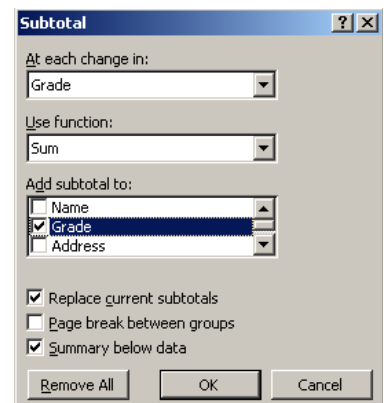 Subtotal
At each change in:
Grade
Use function:
Sum
Add subtotal to:
Name
Grade
Address
Replace current subtotals
Page break between groups
Summary below data
Remove All OK Cancel